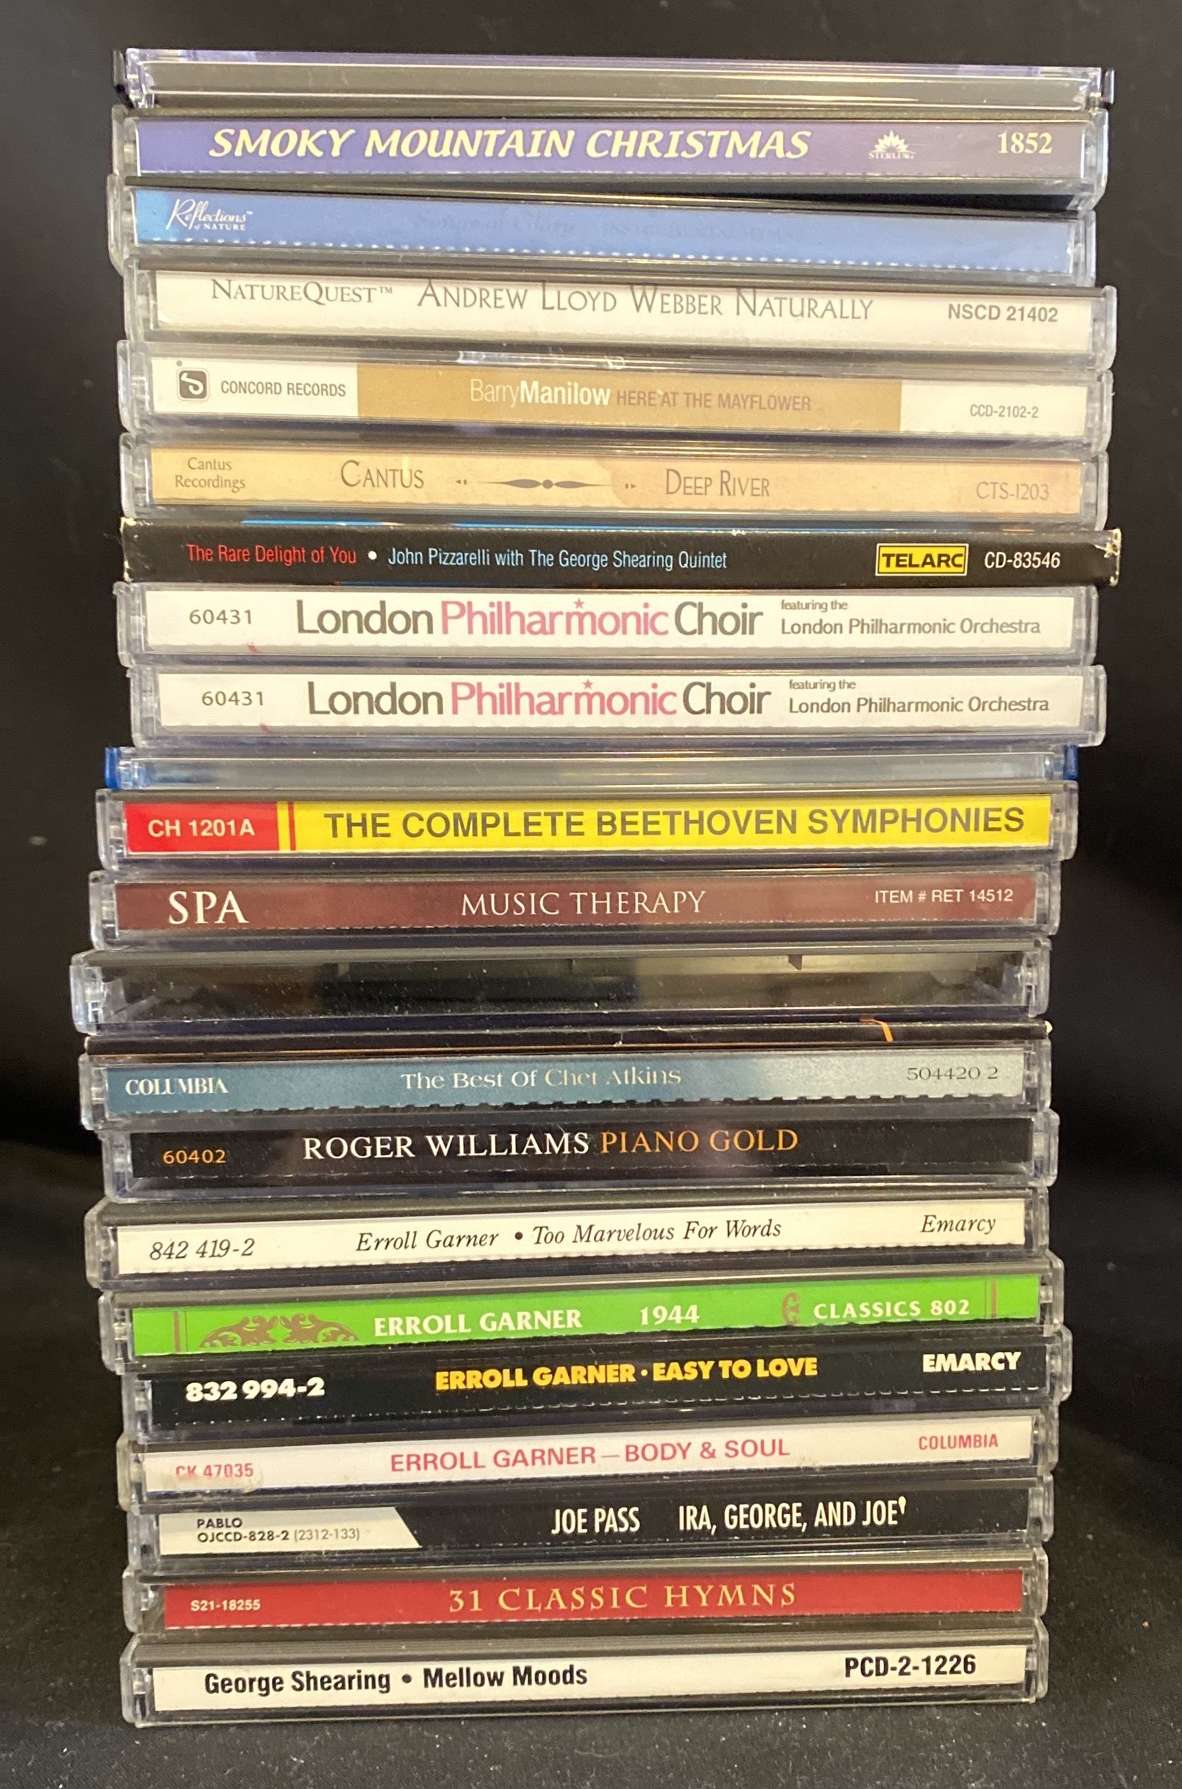 SMOKY MOUNTAIN CHRISTMAS STERLING 1852
Reflections™ of NATURE
NATUREQUEST™ ANDREW LLOYD WEBBER NATURALLY NSCD 21402
CONCORD RECORDS BarryManilow HERE AT THE MAYFLOWER CCD-2102-2
Cantus Recordings CANTUS DEEP RIVER CTS-1203
The Rare Delight of You • John Pizzarelli with The George Shearing Quintet TELARC CD-83546
60431 London Philharmonic Choir featuring the London Philharmonic Orchestra
60431 London Philharmonic Choir featuring the London Philharmonic Orchestra
CH 1201A THE COMPLETE BEETHOVEN SYMPHONIES
SPA MUSIC THERAPY ITEM # RET 14512
COLUMBIA The Best Of Chet Atkins 504420 2
60402 ROGER WILLIAMS PIANO GOLD
842 419-2 Erroll Garner • Too Marvelous For Words Emarcy
ERROLL GARNER 1944 CLASSICS 802
832 994-2 ERROLL GARNER · EASY TO LOVE EMARCY
CK 47035 ERROLL GARNER — BODY & SOUL COLUMBIA
PABLO
OJCCD-828-2 (2312-133) JOE PASS IRA, GEORGE, AND JOE
S21-18255 31 CLASSIC HYMNS
George Shearing • Mellow Moods PCD-2-1226